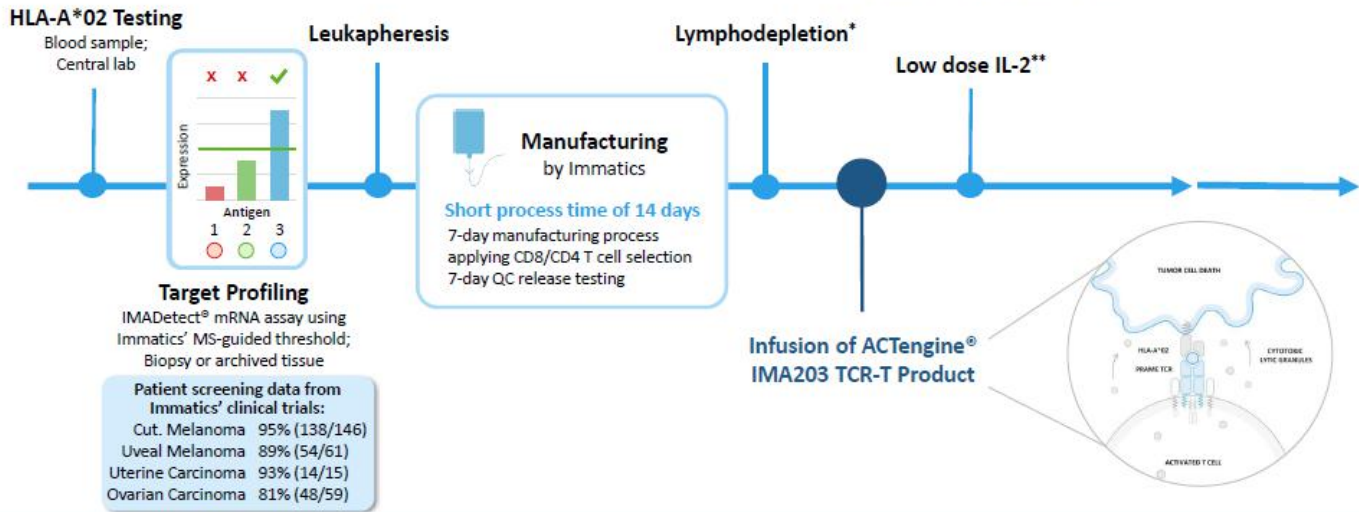 HLA-A*02 Testing
Blood sample;
Central lab
X X
Expression
Antigen
1 2 3
Target Profiling
IMADetect® mRNA assay using
Immatics' MS-guided threshold;
Biopsy or archived tissue
Patient screening data from
Immatics' clinical trials:
Cut. Melanoma 95% (138/146)
Uveal Melanoma 89% (54/61)
Uterine Carcinoma 93% (14/15)
Ovarian Carcinoma 81% (48/59)
Leukapheresis
Manufacturing
by Immatics
Short process time of 14 days
7-day manufacturing process
applying CD8/CD4 T cell selection
7-day QC release testing
Lymphodepletion*
Infusion of ACTengine®
IMA203 TCR-T Product
Low dose IL-2**
TUMOR CELL DEATH
HLA-A*02
PRAME TCR
CYTOTOXIC
LYTIC GRANULES
ACTIVATED T CELL